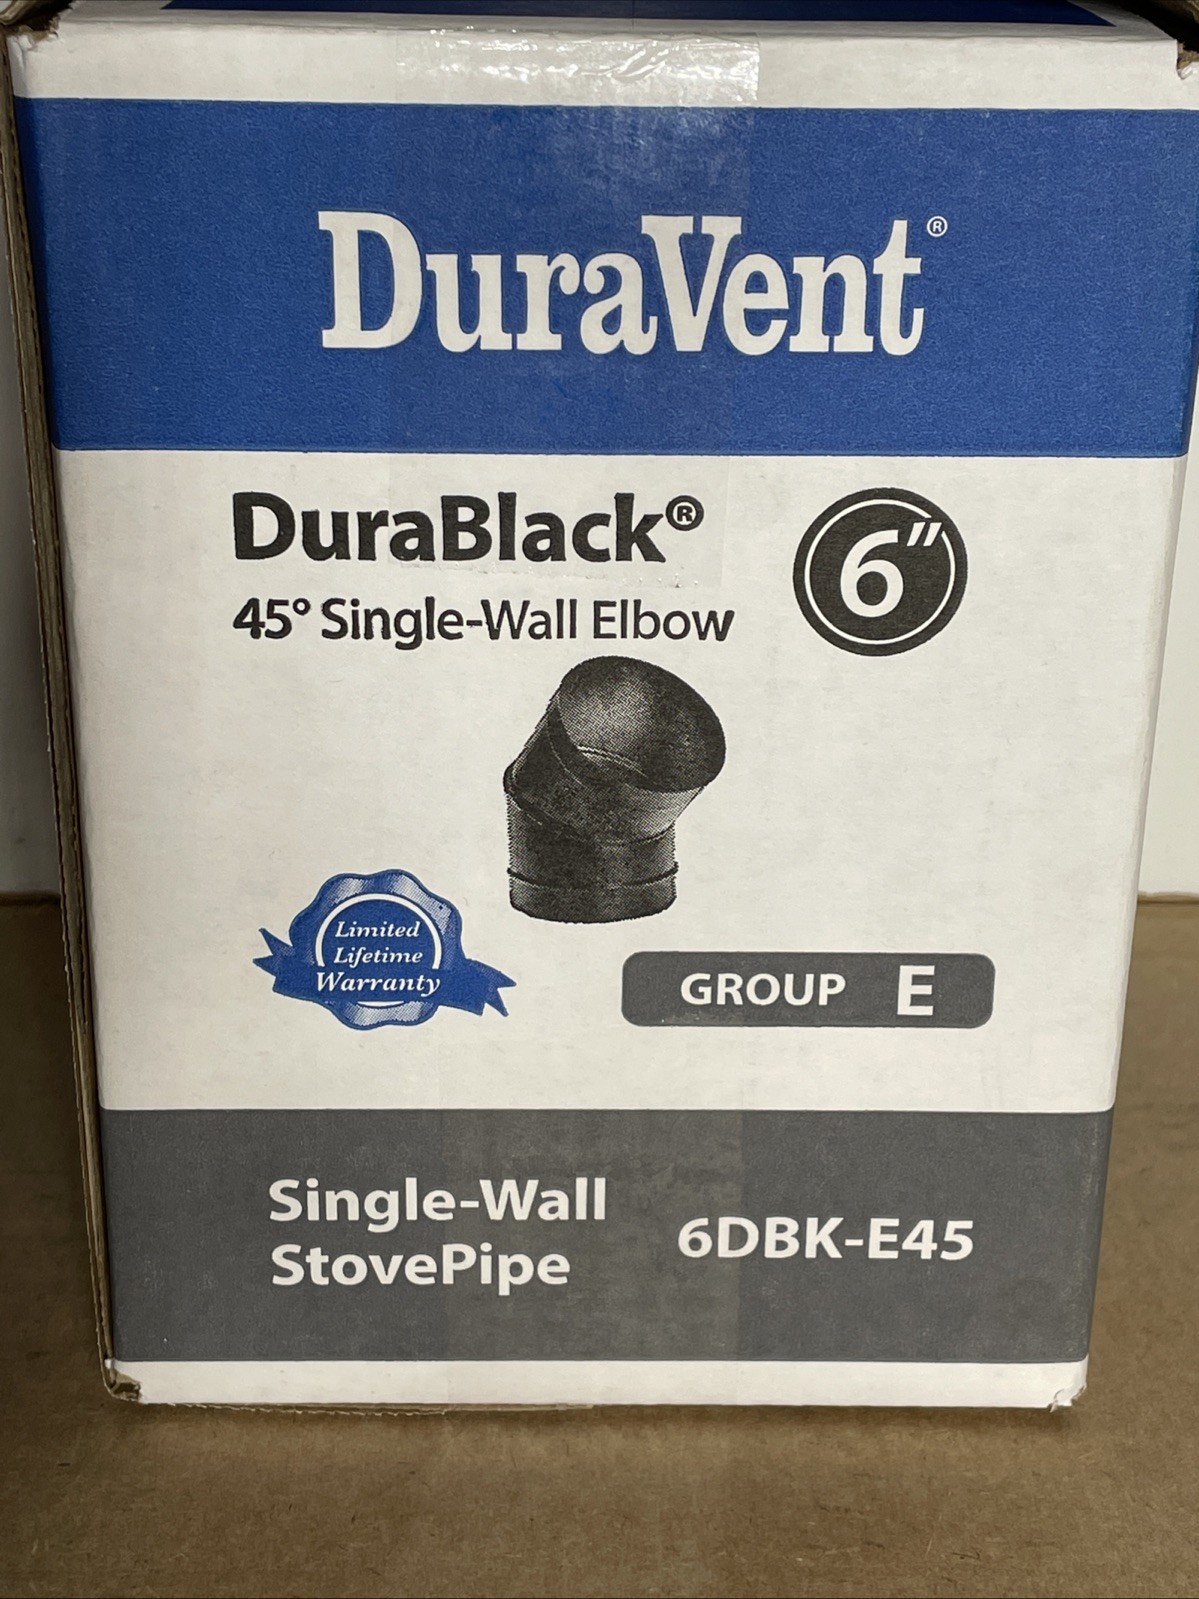 DuraVent®
DuraBlack®
6"
45° Single-Wall Elbow
Limited
Lifetime
Warranty
GROUP E
Single-Wall
StovePipe
6DBK-E45